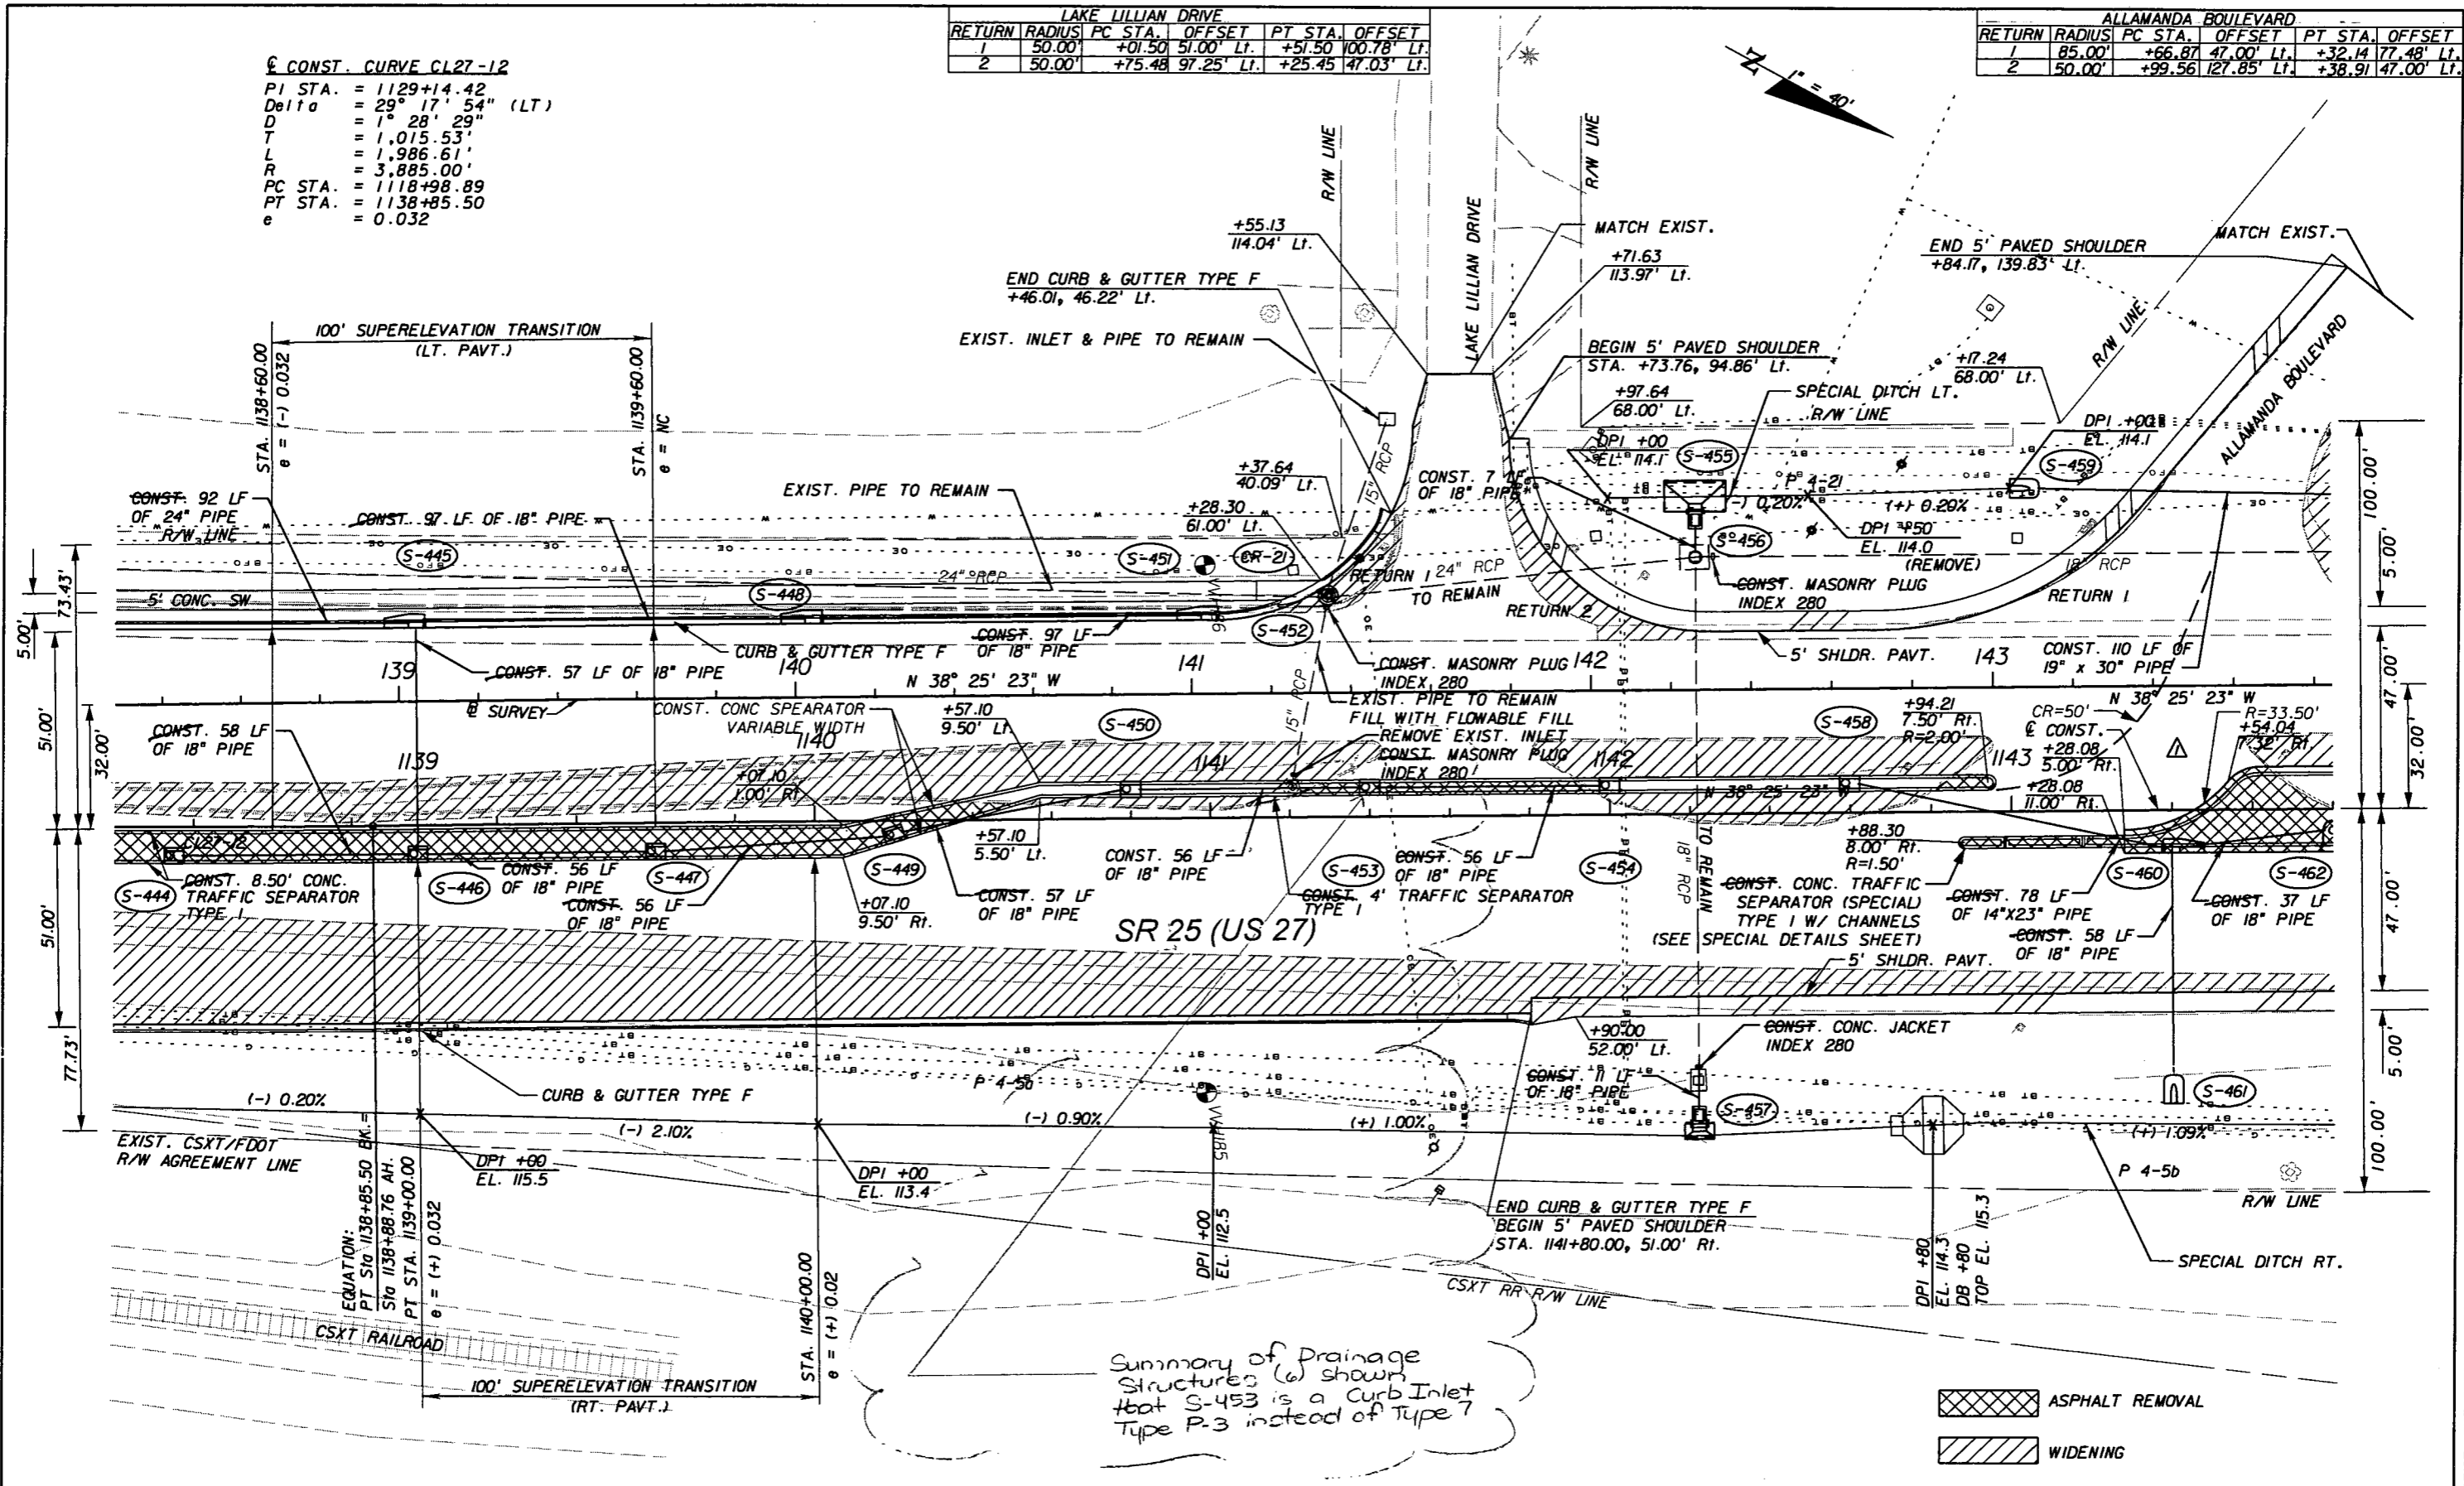 LAKE LILLIAN DRIVE
RETURN RADIUS PC STA. OFFSET PT STA. OFFSET
1 50.00' +01.50 51.00' Lt. +51.50 100.78' Lt.
2 50.00' +75.48 97.25' Lt. +25.45 47.03' Lt.
ALLAMANDA BOULEVARD
RETURN RADIUS PC STA. OFFSET PT STA. OFFSET
1 85.00' +66.87 47.00' Lt. +32.14 77.48' Lt.
2 50.00' +99.56 127.85' Lt. +38.91 47.00' Lt.
℄ CONST. CURVE CL27-12
PI STA. = 1129+14.42
Delta = 29° 17' 54" (LT)
D = 1° 28' 29"
T = 1,015.53'
L = 1,986.61'
R = 3,885.00'
PC STA. = 1118+98.89
PT STA. = 1138+85.50
e = 0.032
N
1" = 40'
R/W LINE
R/W LINE
LAKE LILLIAN DRIVE
MATCH EXIST.
+55.13
114.04' Lt.
+71.63
113.97' Lt.
END 5' PAVED SHOULDER
+84.17, 139.83' Lt.
MATCH EXIST.
END CURB & GUTTER TYPE F
+46.01, 46.22' Lt.
EXIST. INLET & PIPE TO REMAIN
100' SUPERELEVATION TRANSITION
(LT. PAVT.)
STA. 1138+60.00
e = (-) 0.032
STA. 1139+60.00
e = NC
BEGIN 5' PAVED SHOULDER
STA. +73.76, 94.86' Lt.
+97.64
68.00' Lt.
SPECIAL DITCH LT.
R/W LINE
+17.24
68.00' Lt.
R/W LINE
ALLAMANDA BOULEVARD
DPI +00
EL. 114.1
S-455
DPI +00
EL. 114.1
S-459
+37.64
40.09' Lt.
15" RCP
CONST. 7 LF
OF 18" PIPE
P 4-21
(-) 0.20%
(+) 0.20%
DPI +50
EL. 114.0
(REMOVE)
100.00'
CONST. 92 LF
OF 24" PIPE
R/W LINE
CONST. 97 LF OF 18" PIPE
EXIST. PIPE TO REMAIN
+28.30
61.00' Lt.
S-445
S-451
CR-21
S-456
24" RCP
S-448
RETURN 1
24" RCP
TO REMAIN
CONST. MASONRY PLUG
INDEX 280
18" RCP
5.00'
73.43'
5.00'
5' CONC. SW
RETURN 2
RETURN 1
S-452
CURB & GUTTER TYPE F
CONST. 97 LF
OF 18" PIPE
5' SHLDR. PAVT.
CONST. 110 LF OF
19" x 30" PIPE
139
CONST. 57 LF OF 18" PIPE
140
141
142
143
N 38° 25' 23" W
CONST. MASONRY PLUG
INDEX 280
N 38° 25' 23" W
47.00'
32.00'
51.00'
32.00'
℄ SURVEY
CONST. CONC SPEARATOR
VARIABLE WIDTH
+57.10
9.50' Lt.
S-450
15" RCP
EXIST. PIPE TO REMAIN
FILL WITH FLOWABLE FILL
REMOVE EXIST. INLET
CONST. MASONRY PLUG
INDEX 280
S-458
+94.21
7.50' Rt.
R=2.00'
CR=50'
℄ CONST.
R=33.50'
+54.04
7.32' Rt.
+28.08
5.00' Rt.
+28.08
11.00' Rt.
CONST. 58 LF
OF 18" PIPE
1139
1140
1141
1142
1143
+07.10
1.00' Rt.
N 38° 25' 23" W
CL27-12
+57.10
5.50' Lt.
S-444
CONST. 8.50' CONC.
TRAFFIC SEPARATOR
TYPE I
S-446
CONST. 56 LF
OF 18" PIPE
S-447
CONST. 56 LF
OF 18" PIPE
S-449
+07.10
9.50' Rt.
CONST. 57 LF
OF 18" PIPE
CONST. 56 LF
OF 18" PIPE
S-453
CONST. 56 LF
OF 18" PIPE
S-454
CONST. 4' TRAFFIC SEPARATOR
TYPE I
18" RCP
TO REMAIN
+88.30
8.00' Rt.
R=1.50'
CONST. CONC. TRAFFIC
SEPARATOR (SPECIAL)
TYPE I W/ CHANNELS
(SEE SPECIAL DETAILS SHEET)
CONST. 78 LF
OF 14"X23" PIPE
S-460
S-462
CONST. 37 LF
OF 18" PIPE
CONST. 58 LF
OF 18" PIPE
47.00'
51.00'
SR 25 (US 27)
5' SHLDR. PAVT.
+90.00
52.00' Lt.
CONST. CONC. JACKET
INDEX 280
CONST. 11 LF
OF 18" PIPE
5.00'
77.73'
CURB & GUTTER TYPE F
P 4-5b
S-457
S-461
(-) 0.20%
(-) 2.10%
(-) 0.90%
(+) 1.00%
(+) 1.09%
EXIST. CSXT/FDOT
R/W AGREEMENT LINE
DPI +00
EL. 115.5
DPI +00
EL. 113.4
DPI +00
EL. 112.5
P 4-5b
R/W LINE
100.00'
END CURB & GUTTER TYPE F
BEGIN 5' PAVED SHOULDER
STA. 1141+80.00, 51.00' Rt.
DPI +80
EL. 114.3
DB +80
TOP EL. 115.3
SPECIAL DITCH RT.
EQUATION:
PT Sta 1138+85.50 BK.=
Sta 1138+88.76 AH.
PT STA. 1139+00.00
e = (+) 0.032
STA. 1140+00.00
e = (+) 0.02
CSXT RR R/W LINE
CSXT RAILROAD
100' SUPERELEVATION TRANSITION
(RT. PAVT.)
Summary of Drainage
Structures (6) shown
that S-453 is a Curb Inlet
Type P-3 instead of Type 7
ASPHALT REMOVAL
WIDENING